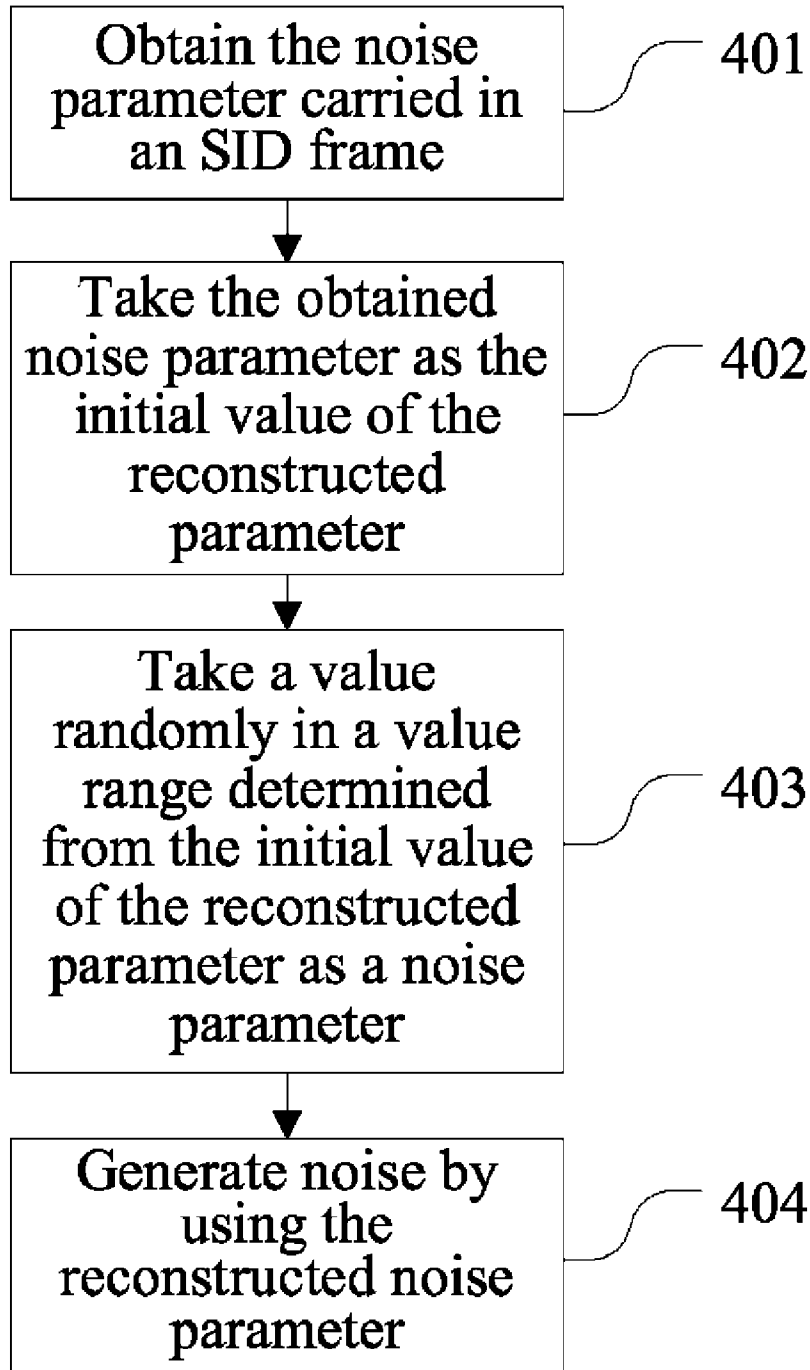 Obtain the noise
parameter carried in
an SID frame
401
Take the obtained
noise parameter as the
initial value of the
reconstructed
parameter
402
Take a value
randomly in a value
range determined
from the initial value
of the reconstructed
parameter as a noise
parameter
403
Generate noise by
using the
reconstructed noise
parameter
404